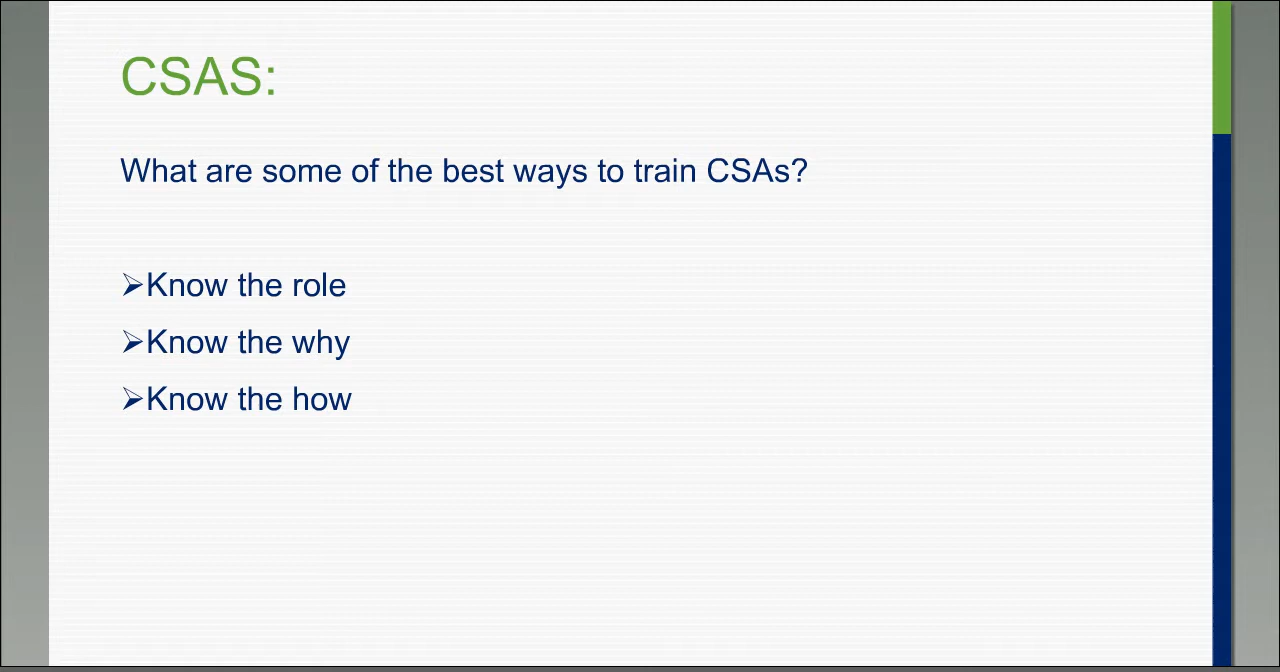 CSAS:
What are some of the best ways to train CSAs?
➢Know the role
➢Know the why
➢Know the how